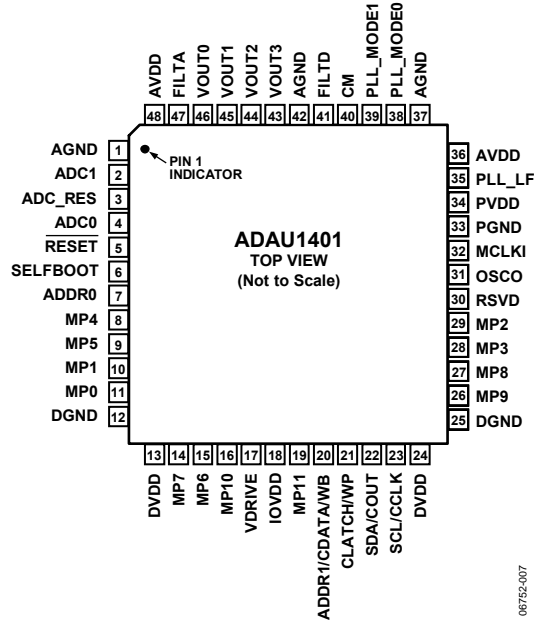 AVDD
FILTA
VOUT0
VOUT1
VOUT2
VOUT3
AGND
FILTD
CM
PLL_MODE1
PLL_MODE0
AGND
48 47 46 45 44 43 42 41 40 39 38 37
AGND 1
ADC1 2
ADC_RES 3
ADC0 4
RESET 5
SELFBOOT 6
ADDR0 7
MP4 8
MP5 9
MP1 10
MP0 11
DGND 12
PIN 1
INDICATOR
ADAU1401
TOP VIEW
(Not to Scale)
36 AVDD
35 PLL_LF
34 PVDD
33 PGND
32 MCLKI
31 OSCO
30 RSVD
29 MP2
28 MP3
27 MP8
26 MP9
25 DGND
13 14 15 16 17 18 19 20 21 22 23 24
DVDD
MP7
MP6
MP10
VDRIVE
IOVDD
MP11
ADDR1/CDATA/WB
CLATCH/WP
SDA/COUT
SCL/CCLK
DVDD
06752-007